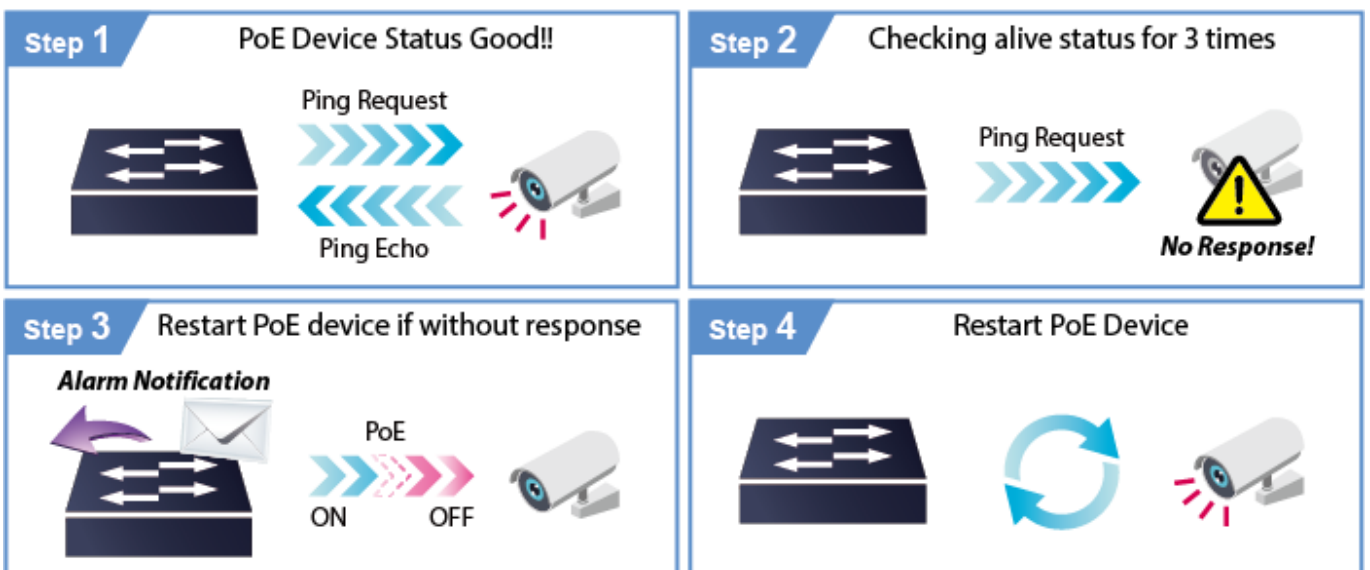 Step 1
PoE Device Status Good!!
Ping Request
Ping Echo
Step 2
Checking alive status for 3 times
Ping Request
No Response!
Step 3
Restart PoE device if without response
Alarm Notification
PoE
ON
OFF
Step 4
Restart PoE Device